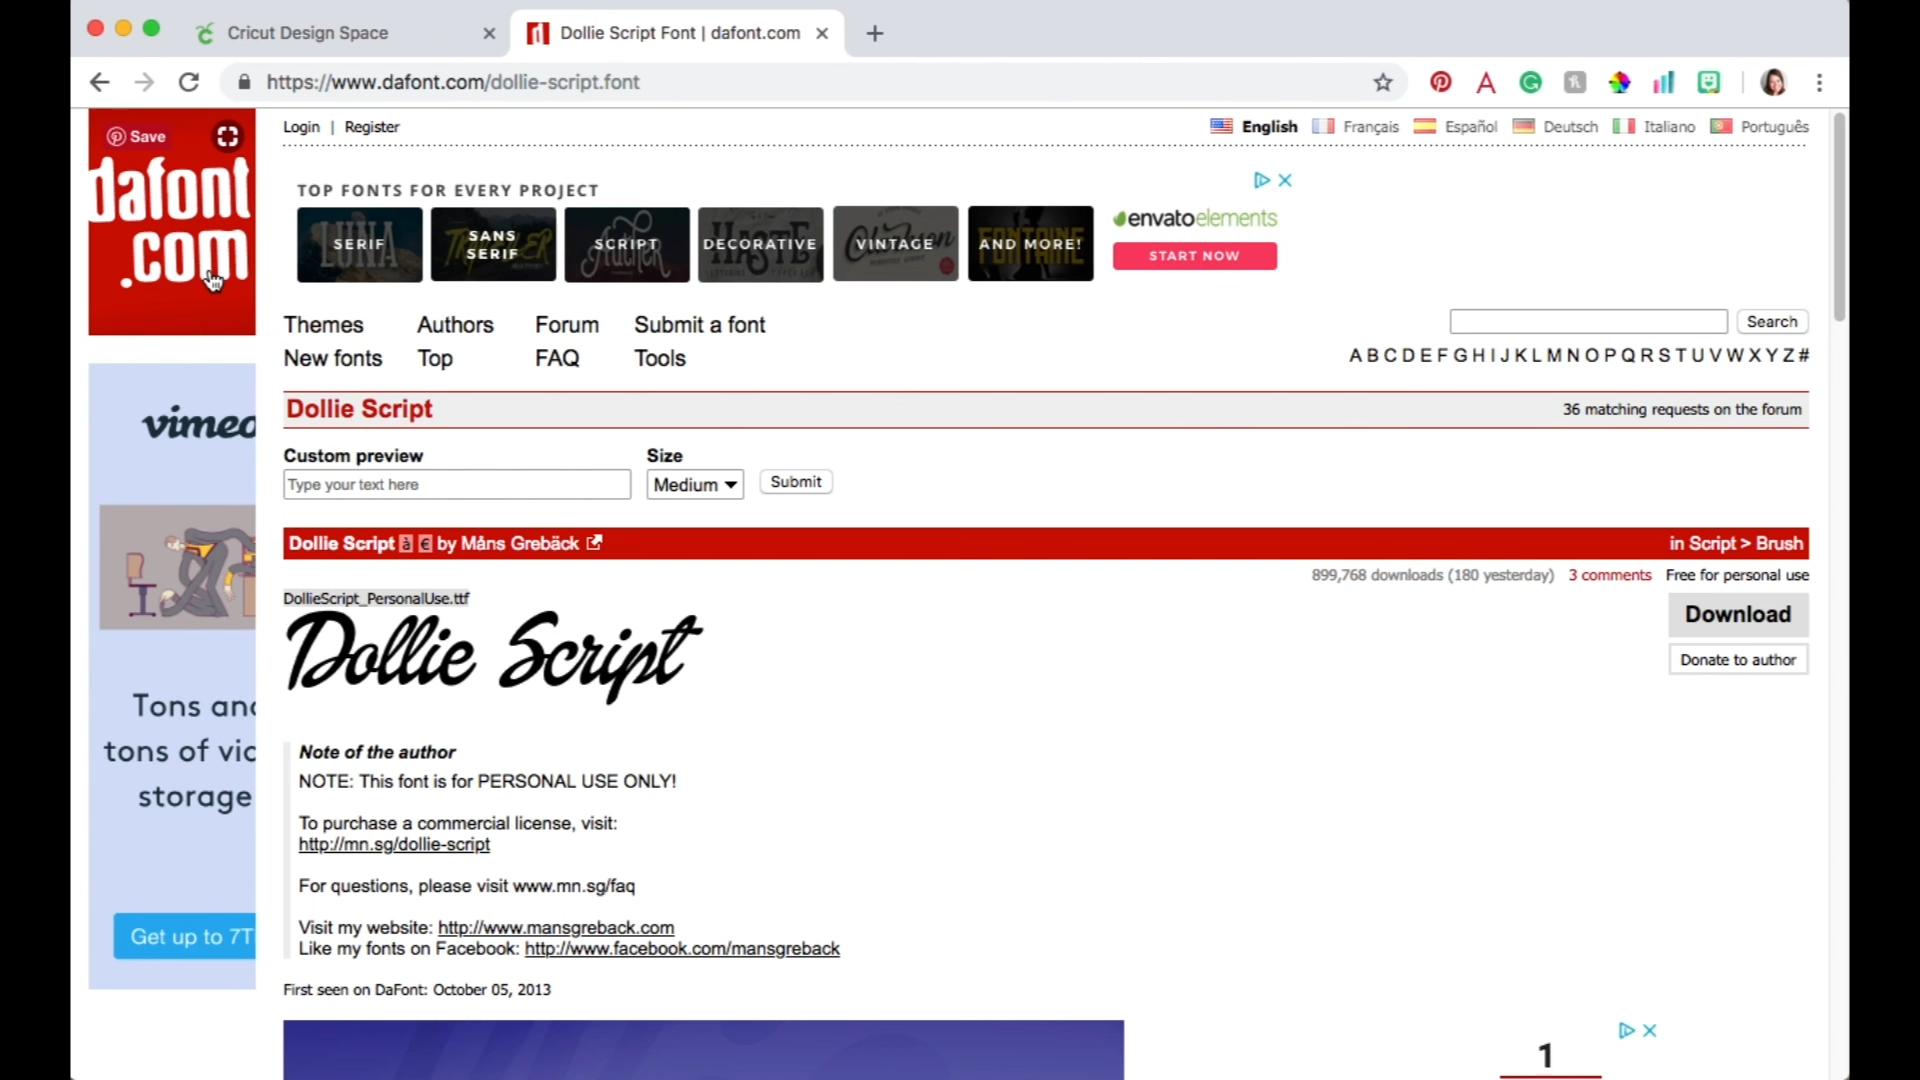 Cricut Design Space
Dollie Script Font | dafont.com
https://www.dafont.com/dollie-script.font
Save
dafont
.com
Login | Register
English Français Español Deutsch Italiano Português
TOP FONTS FOR EVERY PROJECT
SERIF
SANS SERIF
SCRIPT
DECORATIVE
VINTAGE
AND MORE!
envatoelements
START NOW
Themes Authors Forum Submit a font
New fonts Top FAQ Tools
Search
A B C D E F G H I J K L M N O P Q R S T U V W X Y Z #
Dollie Script
36 matching requests on the forum
Custom preview Size
Type your text here Medium Submit
Dollie Script à € by Måns Grebäck
in Script > Brush
899,768 downloads (180 yesterday) 3 comments Free for personal use
DollieScript_PersonalUse.ttf
Dollie Script
Download
Donate to author
Note of the author
NOTE: This font is for PERSONAL USE ONLY!
To purchase a commercial license, visit:
http://mn.sg/dollie-script
For questions, please visit www.mn.sg/faq
Visit my website: http://www.mansgreback.com
Like my fonts on Facebook: http://www.facebook.com/mansgreback
First seen on DaFont: October 05, 2013
vimeo
Tons and
tons of vid
storage
Get up to 7T
1